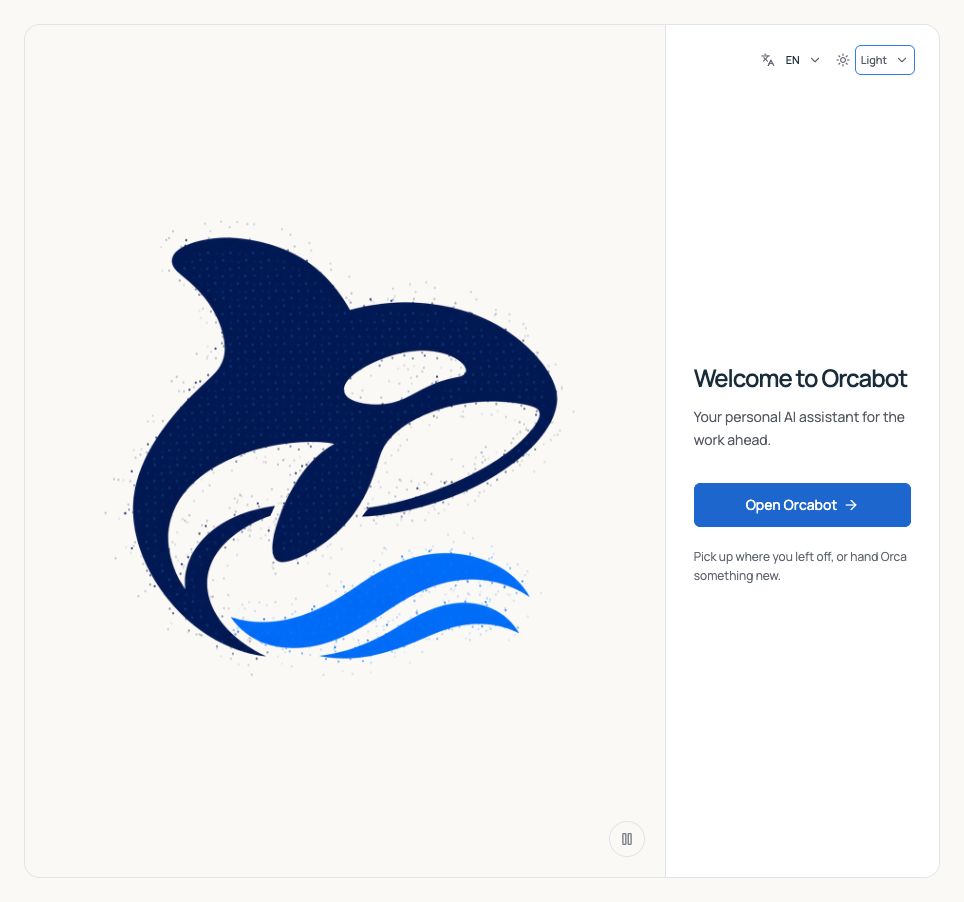 EN
Light
Welcome to Orcabot
Your personal AI assistant for the
work ahead.
Open Orcabot →
Pick up where you left off, or hand Orca
something new.